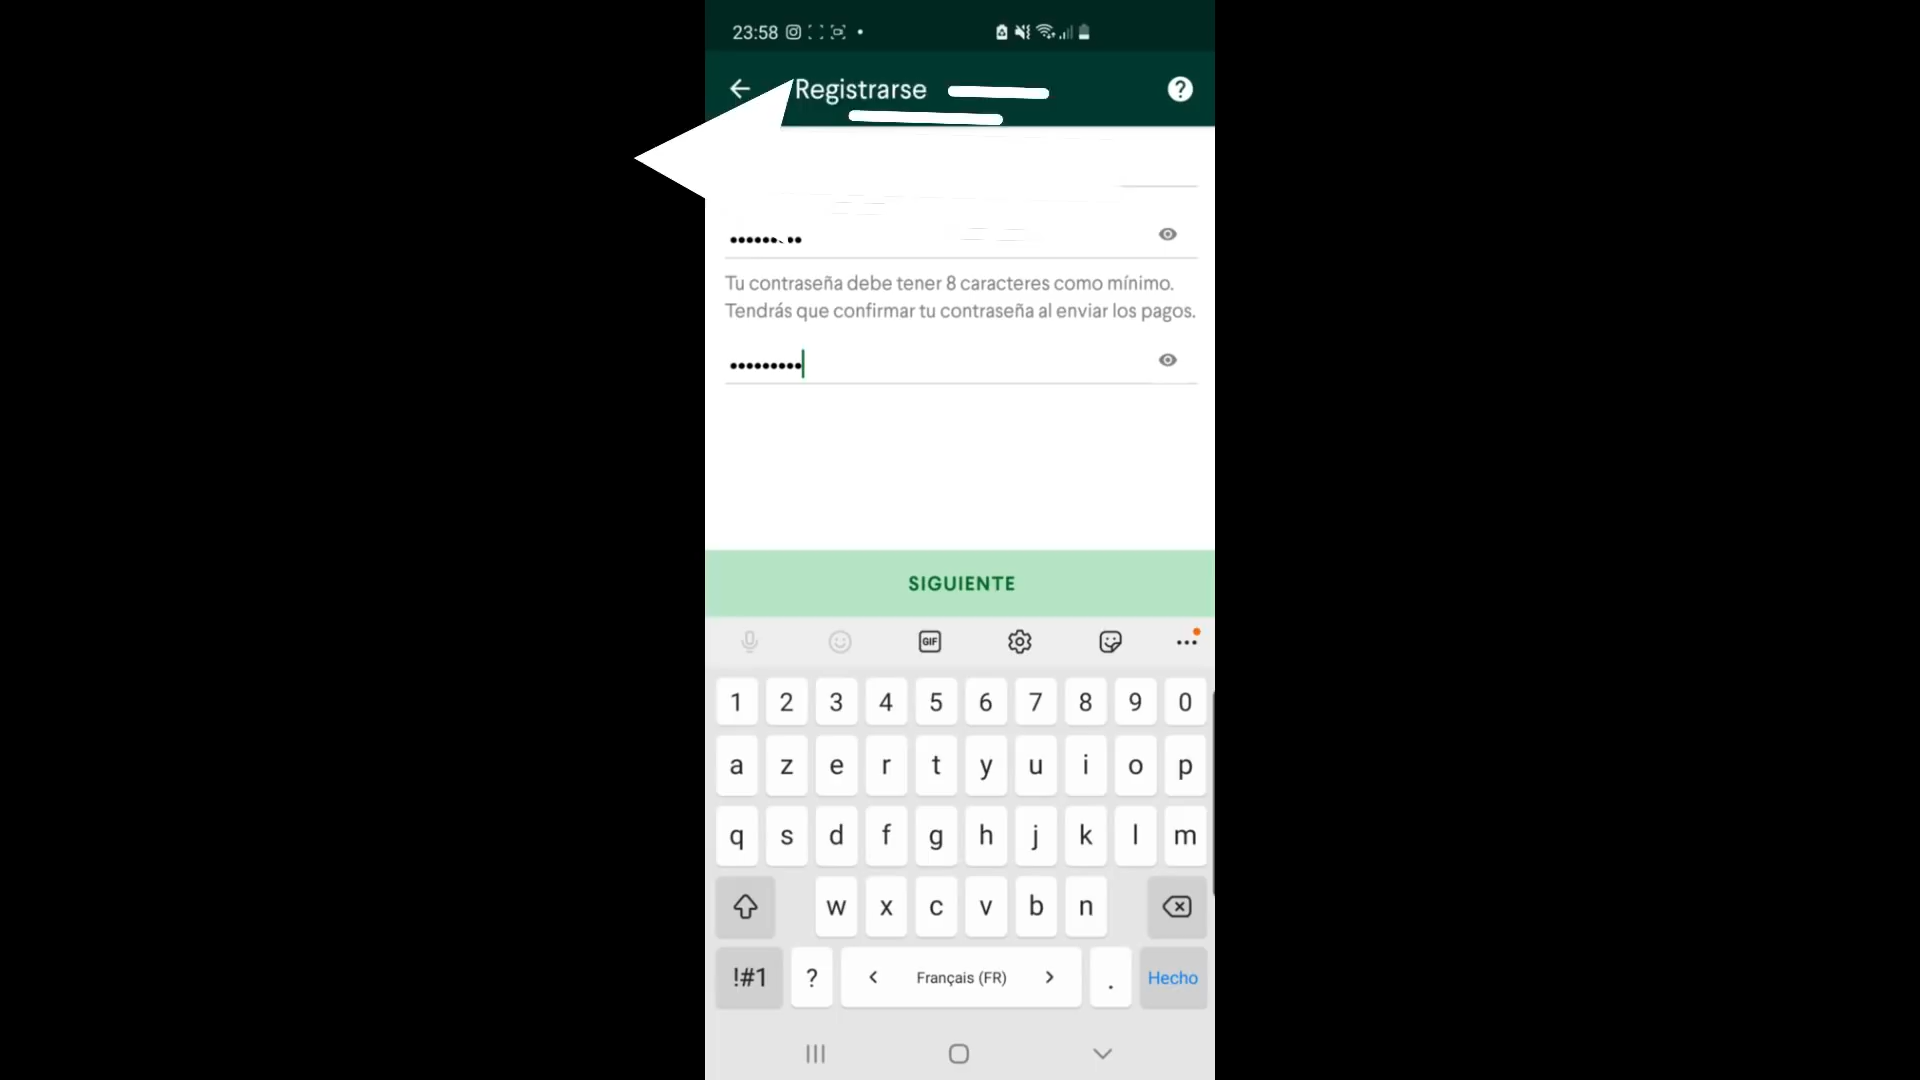 23:58
Registrarse
Tu contraseña debe tener 8 caracteres como mínimo.
Tendrás que confirmar tu contraseña al enviar los pagos.
SIGUIENTE
GIF
1 2 3 4 5 6 7 8 9 0
a z e r t y u i o p
q s d f g h j k l m
w x c v b n
!#1 ? < Français (FR) > . Hecho